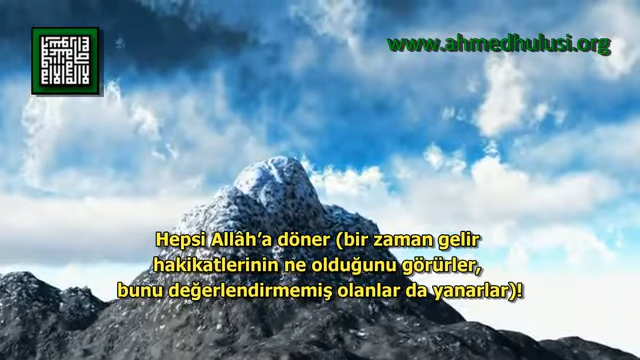 www.ahmedhulusi.org
Hepsi Allâh'a döner (bir zaman gelir
hakikatlerinin ne olduğunu görürler,
bunu değerlendirmemiş olanlar da yanarlar)!